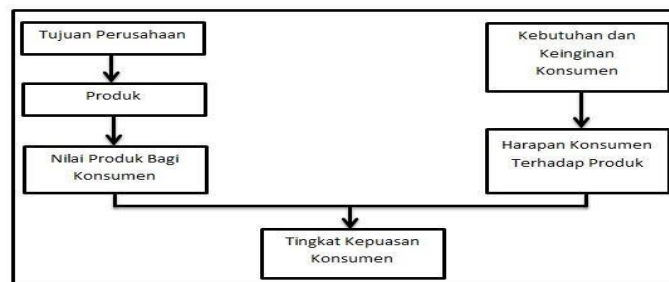 Tujuan Perusahaan
Produk
Nilai Produk Bagi
Konsumen
Kebutuhan dan
Keinginan
Konsumen
Harapan Konsumen
Terhadap Produk
Tingkat Kepuasan
Konsumen